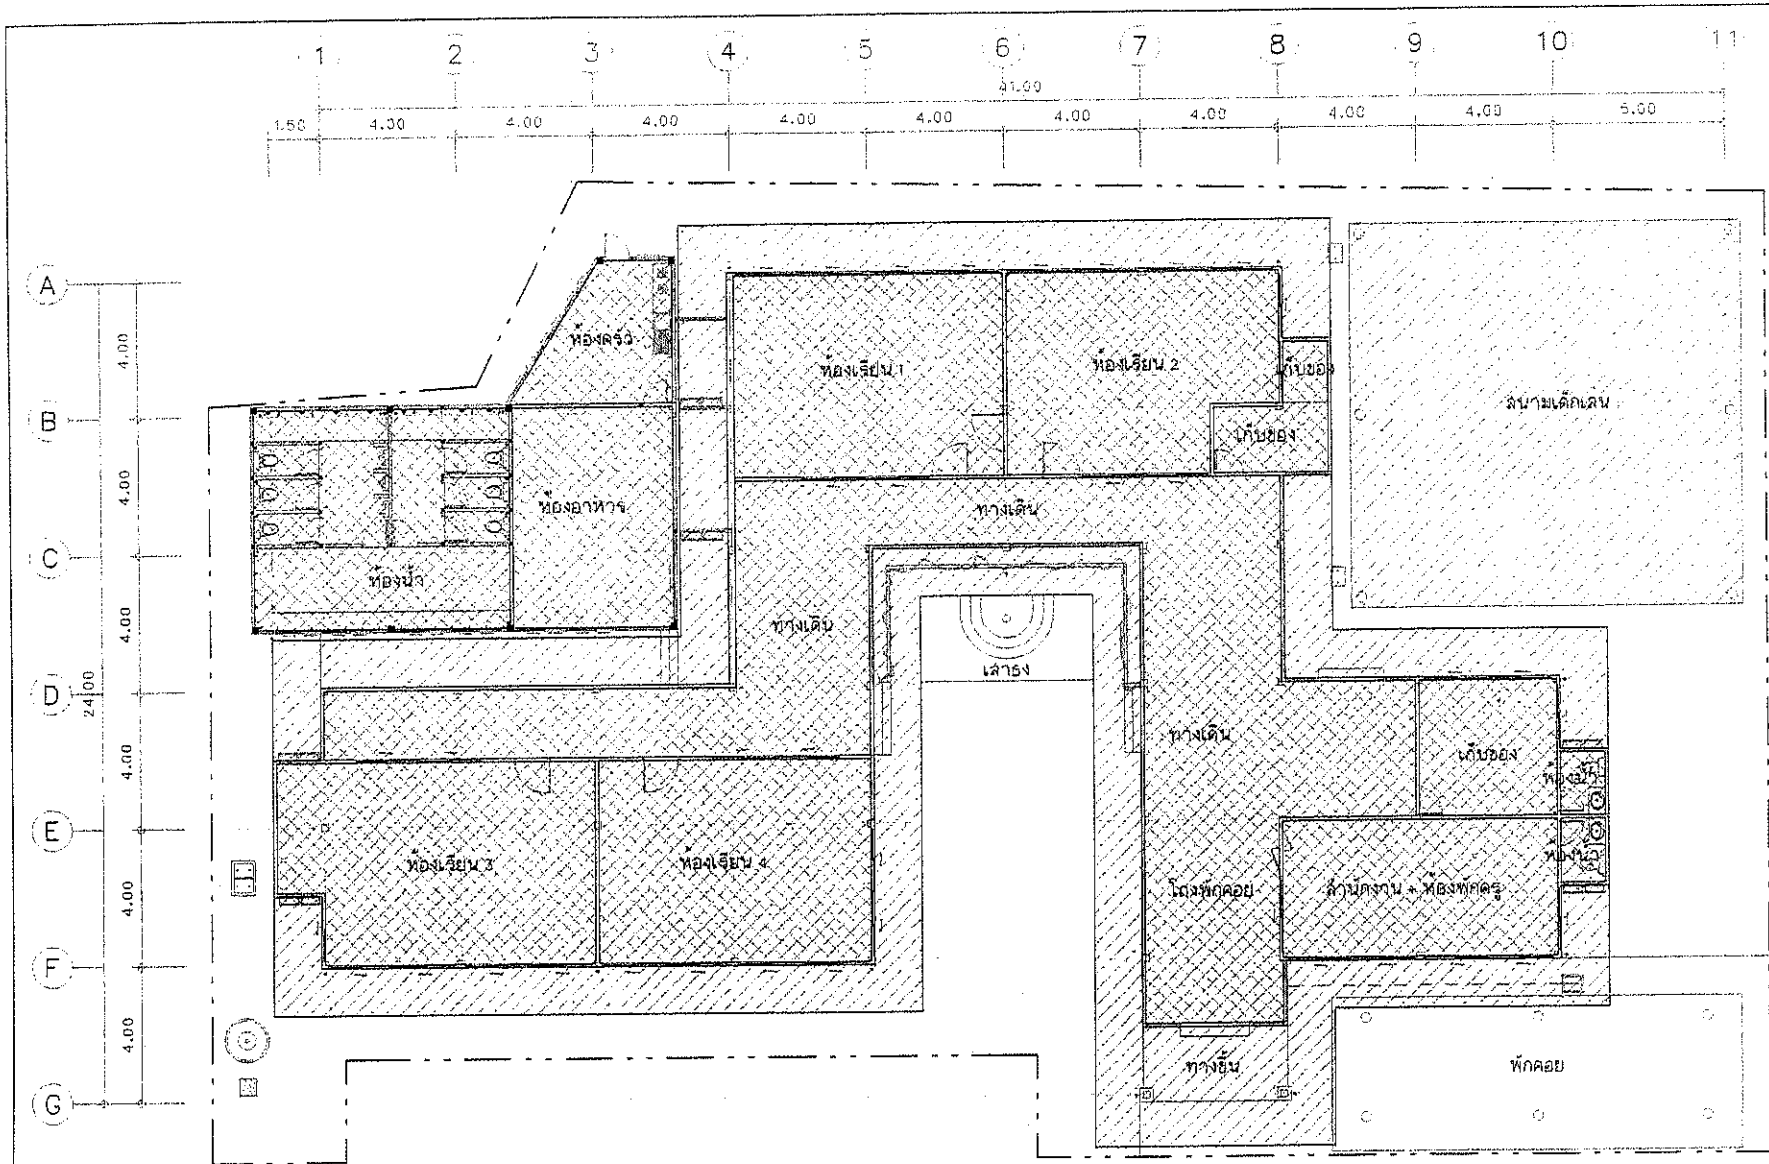 1 2 3 4 5 6 7 8 9 10 11
41.00
1.50 4.00 4.00 4.00 4.00 4.00 4.00 4.00 4.00 4.00 5.00
A
B
C
D
E
F
G
4.00
4.00
4.00
24.00
4.00
4.00
4.00
ห้องครัว
ห้องเรียน 1
ห้องเรียน 2
เก็บของ
สนามเด็กเล่น
เก็บของ
ห้องอาหาร
ทางเดิน
ห้องน้ำ
ทางเดิน
เสาธง
ทางเดิน
เก็บของ
ห้องน้ำ
ห้องเรียน 3
ห้องเรียน 4
ห้องน้ำ
โถงพักคอย
สำนักงาน + ห้องพักครู
ทางขึ้น
พักคอย